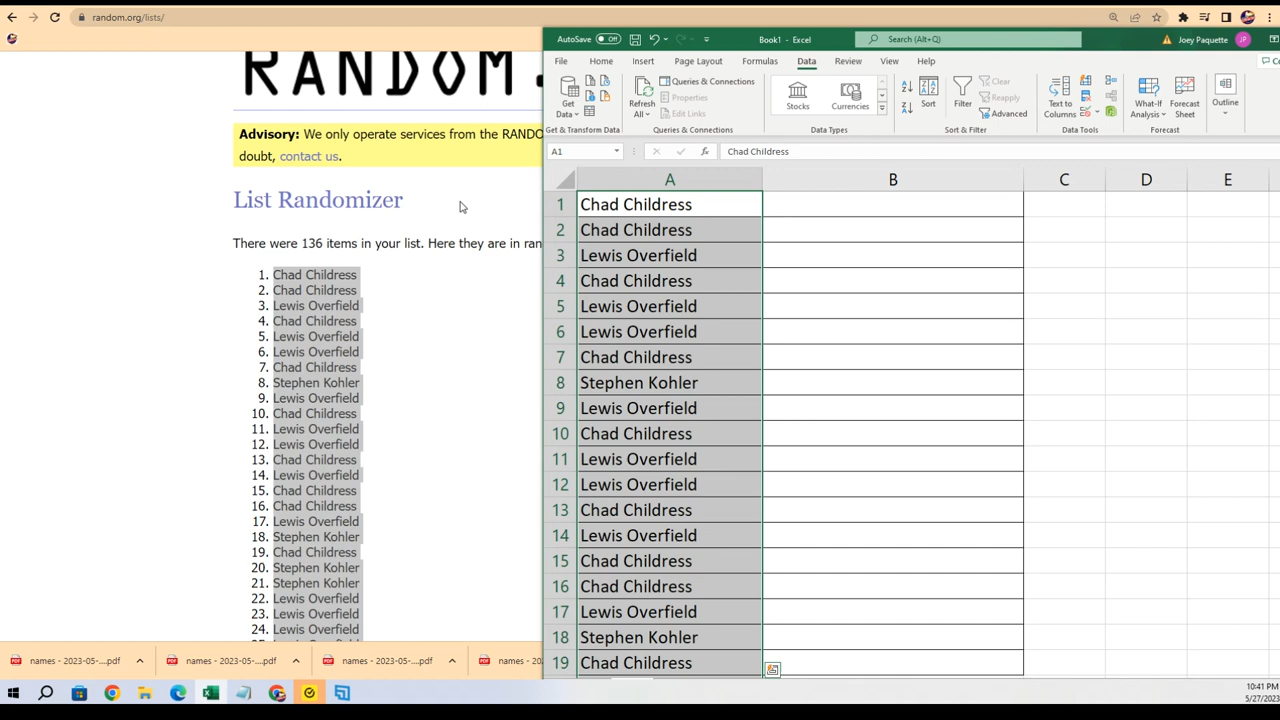 random.org/lists/
RANDOM.
Advisory: We only operate services from the RANDO
doubt, contact us.
List Randomizer
There were 136 items in your list. Here they are in ran
1. Chad Childress
2. Chad Childress
3. Lewis Overfield
4. Chad Childress
5. Lewis Overfield
6. Lewis Overfield
7. Chad Childress
8. Stephen Kohler
9. Lewis Overfield
10. Chad Childress
11. Lewis Overfield
12. Lewis Overfield
13. Chad Childress
14. Lewis Overfield
15. Chad Childress
16. Chad Childress
17. Lewis Overfield
18. Stephen Kohler
19. Chad Childress
20. Stephen Kohler
21. Stephen Kohler
22. Lewis Overfield
23. Lewis Overfield
24. Lewis Overfield
AutoSave Off Book1 - Excel Search (Alt+Q) Joey Paquette JP
File Home Insert Page Layout Formulas Data Review View Help
Get Data Refresh All Queries & Connections Properties Edit Links Stocks Currencies Sort Filter Clear Reapply Advanced Text to Columns What-If Analysis Forecast Sheet Outline
Get & Transform Data Queries & Connections Data Types Sort & Filter Data Tools Forecast
A1 fx Chad Childress
A B C D E
1 Chad Childress
2 Chad Childress
3 Lewis Overfield
4 Chad Childress
5 Lewis Overfield
6 Lewis Overfield
7 Chad Childress
8 Stephen Kohler
9 Lewis Overfield
10 Chad Childress
11 Lewis Overfield
12 Lewis Overfield
13 Chad Childress
14 Lewis Overfield
15 Chad Childress
16 Chad Childress
17 Lewis Overfield
18 Stephen Kohler
19 Chad Childress
names - 2023-05-....pdf names - 2023-05-....pdf names - 2023-05-....pdf names - 2023-05
10:41 PM
5/27/2023